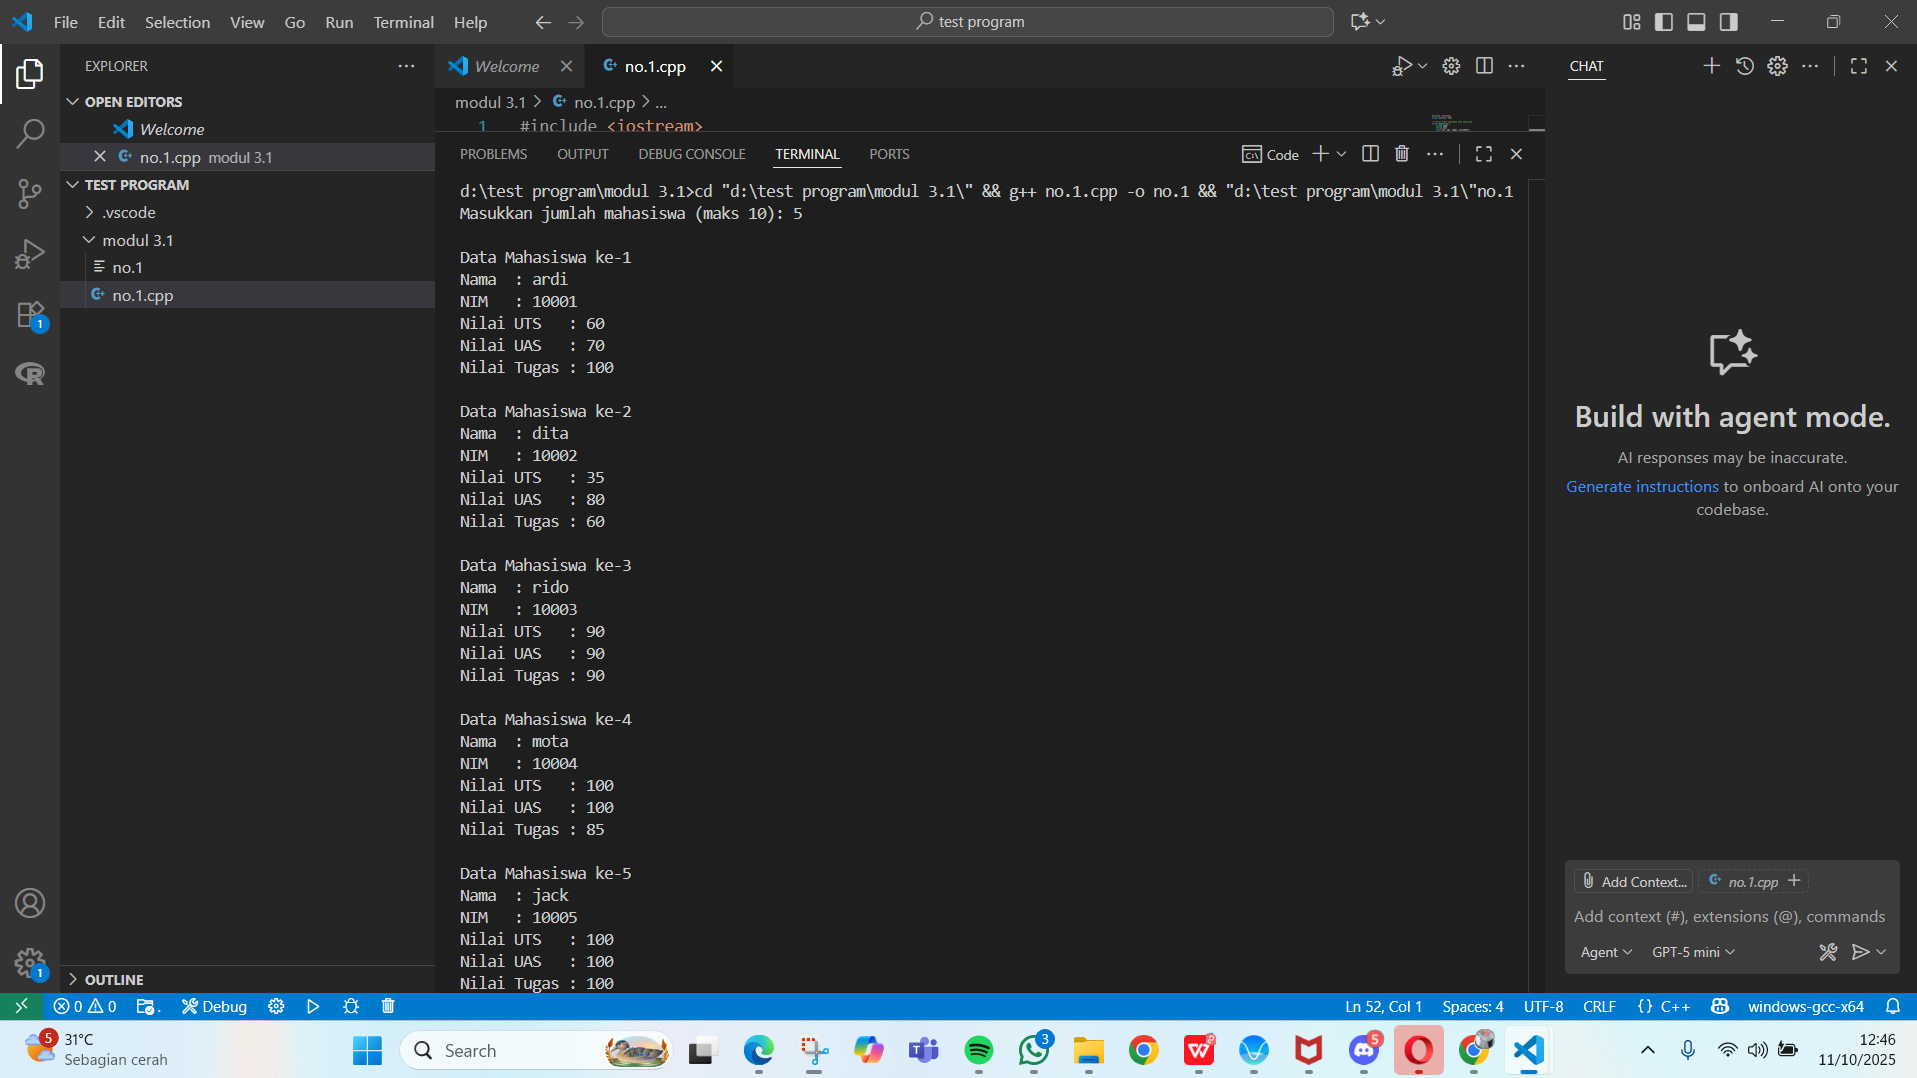 File Edit Selection View Go Run Terminal Help
test program
EXPLORER
OPEN EDITORS
Welcome
no.1.cpp modul 3.1
TEST PROGRAM
.vscode
modul 3.1
no.1
no.1.cpp
OUTLINE
1
1
Welcome
no.1.cpp
modul 3.1 > no.1.cpp > ...
1 #include <iostream>
PROBLEMS OUTPUT DEBUG CONSOLE TERMINAL PORTS
Code
d:\test program\modul 3.1>cd "d:\test program\modul 3.1\" && g++ no.1.cpp -o no.1 && "d:\test program\modul 3.1\"no.1
Masukkan jumlah mahasiswa (maks 10): 5
Data Mahasiswa ke-1
Nama : ardi
NIM : 10001
Nilai UTS : 60
Nilai UAS : 70
Nilai Tugas : 100
Data Mahasiswa ke-2
Nama : dita
NIM : 10002
Nilai UTS : 35
Nilai UAS : 80
Nilai Tugas : 60
Data Mahasiswa ke-3
Nama : rido
NIM : 10003
Nilai UTS : 90
Nilai UAS : 90
Nilai Tugas : 90
Data Mahasiswa ke-4
Nama : mota
NIM : 10004
Nilai UTS : 100
Nilai UAS : 100
Nilai Tugas : 85
Data Mahasiswa ke-5
Nama : jack
NIM : 10005
Nilai UTS : 100
Nilai UAS : 100
Nilai Tugas : 100
CHAT
Build with agent mode.
AI responses may be inaccurate.
Generate instructions to onboard AI onto your
codebase.
Add Context... no.1.cpp
Add context (#), extensions (@), commands
Agent GPT-5 mini
0 0 Debug
Ln 52, Col 1 Spaces: 4 UTF-8 CRLF {} C++ windows-gcc-x64
5
31°C
Sebagian cerah
Search
3
5
12:46
11/10/2025